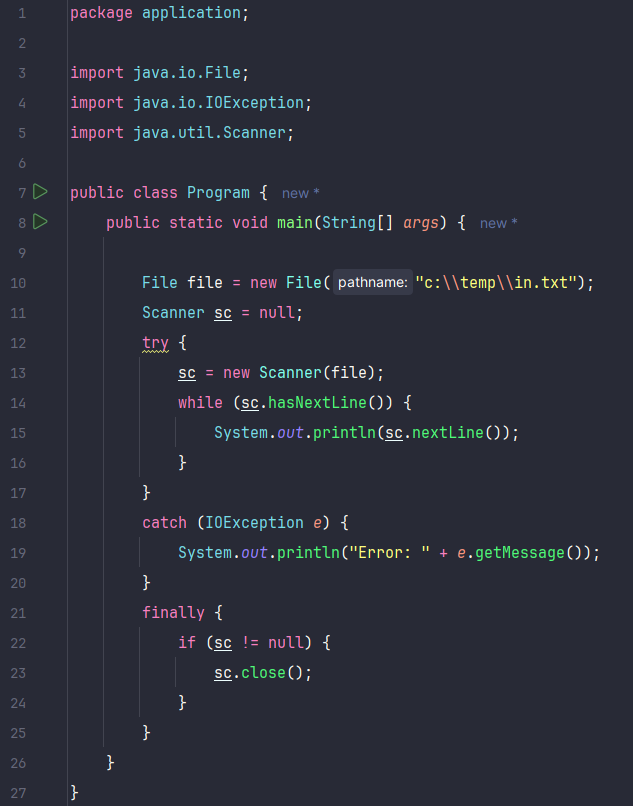 1 package application;
2
3 import java.io.File;
4 import java.io.IOException;
5 import java.util.Scanner;
6
7 public class Program { new *
8 public static void main(String[] args) { new *
9
10 File file = new File( pathname: "c:\\temp\\in.txt");
11 Scanner sc = null;
12 try {
13 sc = new Scanner(file);
14 while (sc.hasNextLine()) {
15 System.out.println(sc.nextLine());
16 }
17 }
18 catch (IOException e) {
19 System.out.println("Error: " + e.getMessage());
20 }
21 finally {
22 if (sc != null) {
23 sc.close();
24 }
25 }
26 }
27 }